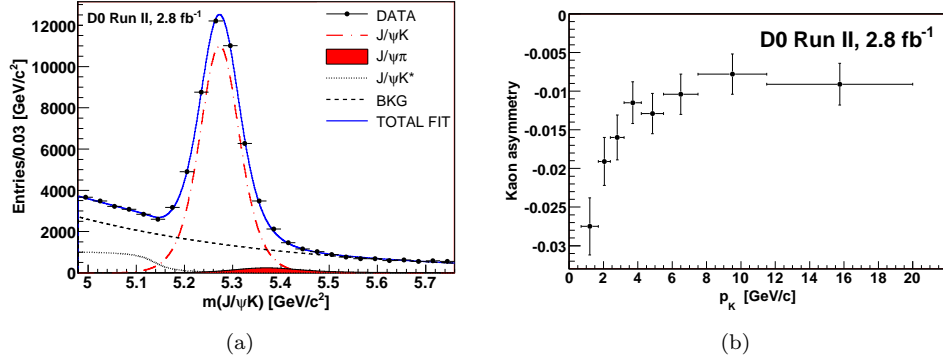 D0 Run II, 2.8 fb⁻¹
DATA
J/ψK
J/ψπ
J/ψK*
BKG
TOTAL FIT
Entries/0.03 [GeV/c²]
12000
10000
8000
6000
4000
2000
0
5 5.1 5.2 5.3 5.4 5.5 5.6 5.7
m(J/ψK) [GeV/c²]
(a)
D0 Run II, 2.8 fb⁻¹
Kaon asymmetry
0
-0.005
-0.01
-0.015
-0.02
-0.025
-0.03
0 2 4 6 8 10 12 14 16 18 20
p_K [GeV/c]
(b)